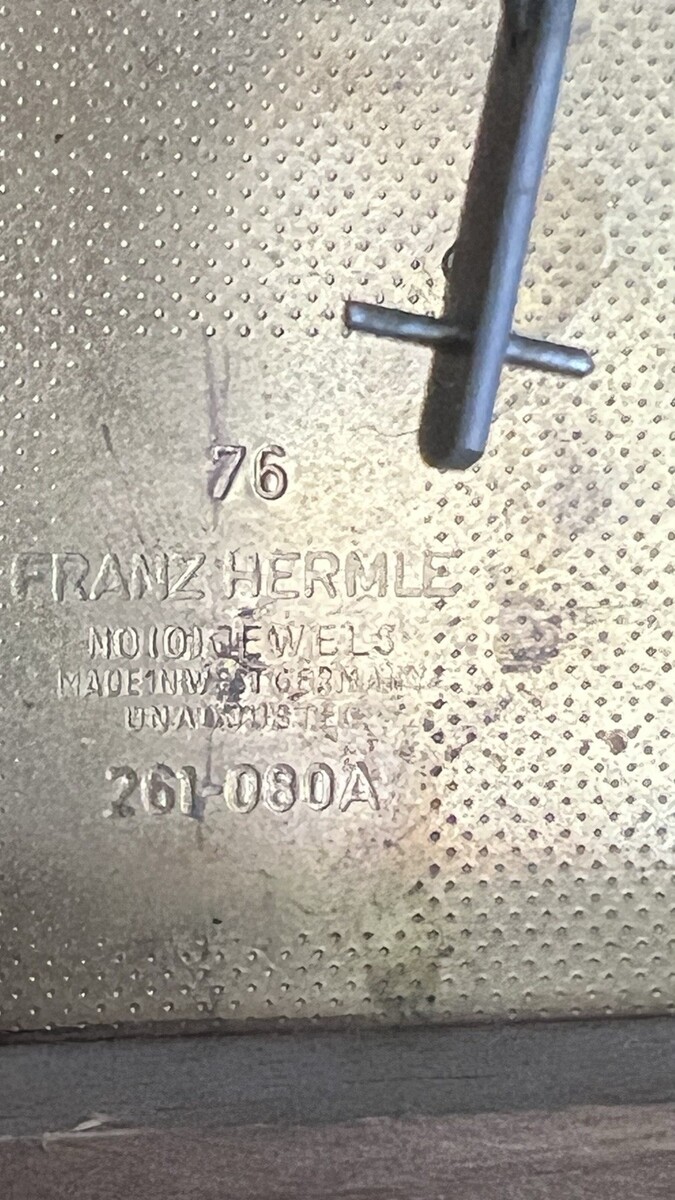 76
FRANZ HERMLE
NO (0) JEWELS
MADE IN WEST GERMANY
UNADJUSTED
261-080A